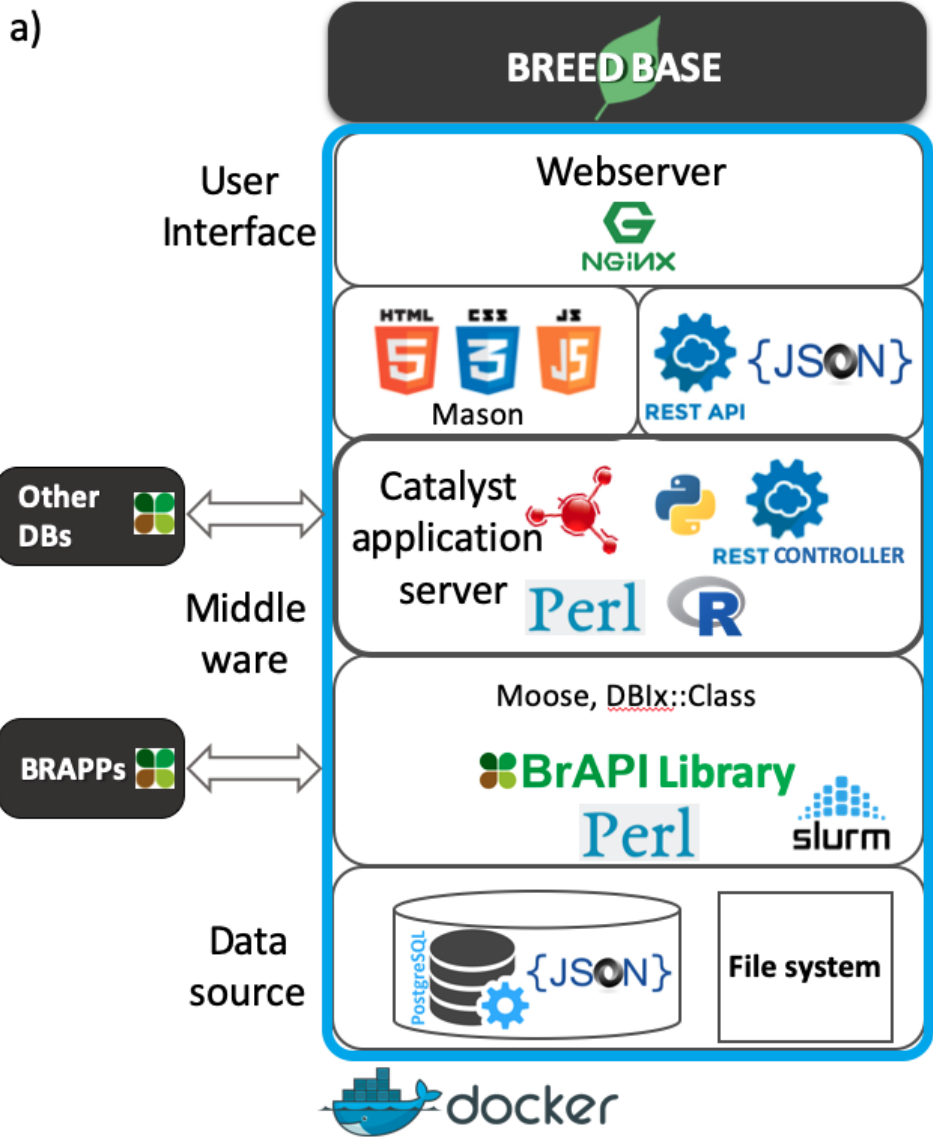 a)
BREEDBASE
User
Interface
Webserver
NGiNX
HTML
5
CSS
3
JS
JS
Mason
REST API
{JSON}
Other
DBs
Catalyst
application
server
REST CONTROLLER
Perl
R
Middle
ware
Moose, DBIx::Class
BRAPPs
BrAPI Library
Perl
slurm
Data
source
PostgreSQL
{JSON}
File system
docker